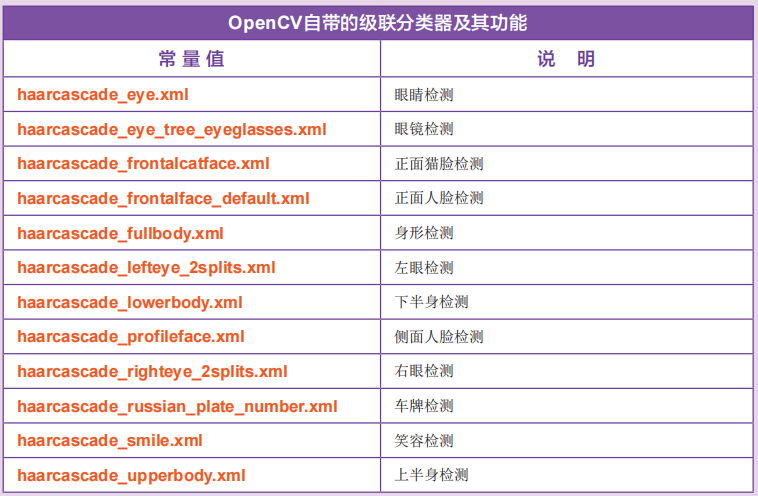 OpenCV自带的级联分类器及其功能
常量值 说 明
haarcascade_eye.xml 眼睛检测
haarcascade_eye_tree_eyeglasses.xml 眼镜检测
haarcascade_frontalcatface.xml 正面猫脸检测
haarcascade_frontalface_default.xml 正面人脸检测
haarcascade_fullbody.xml 身形检测
haarcascade_lefteye_2splits.xml 左眼检测
haarcascade_lowerbody.xml 下半身检测
haarcascade_profileface.xml 侧面人脸检测
haarcascade_righteye_2splits.xml 右眼检测
haarcascade_russian_plate_number.xml 车牌检测
haarcascade_smile.xml 笑容检测
haarcascade_upperbody.xml 上半身检测